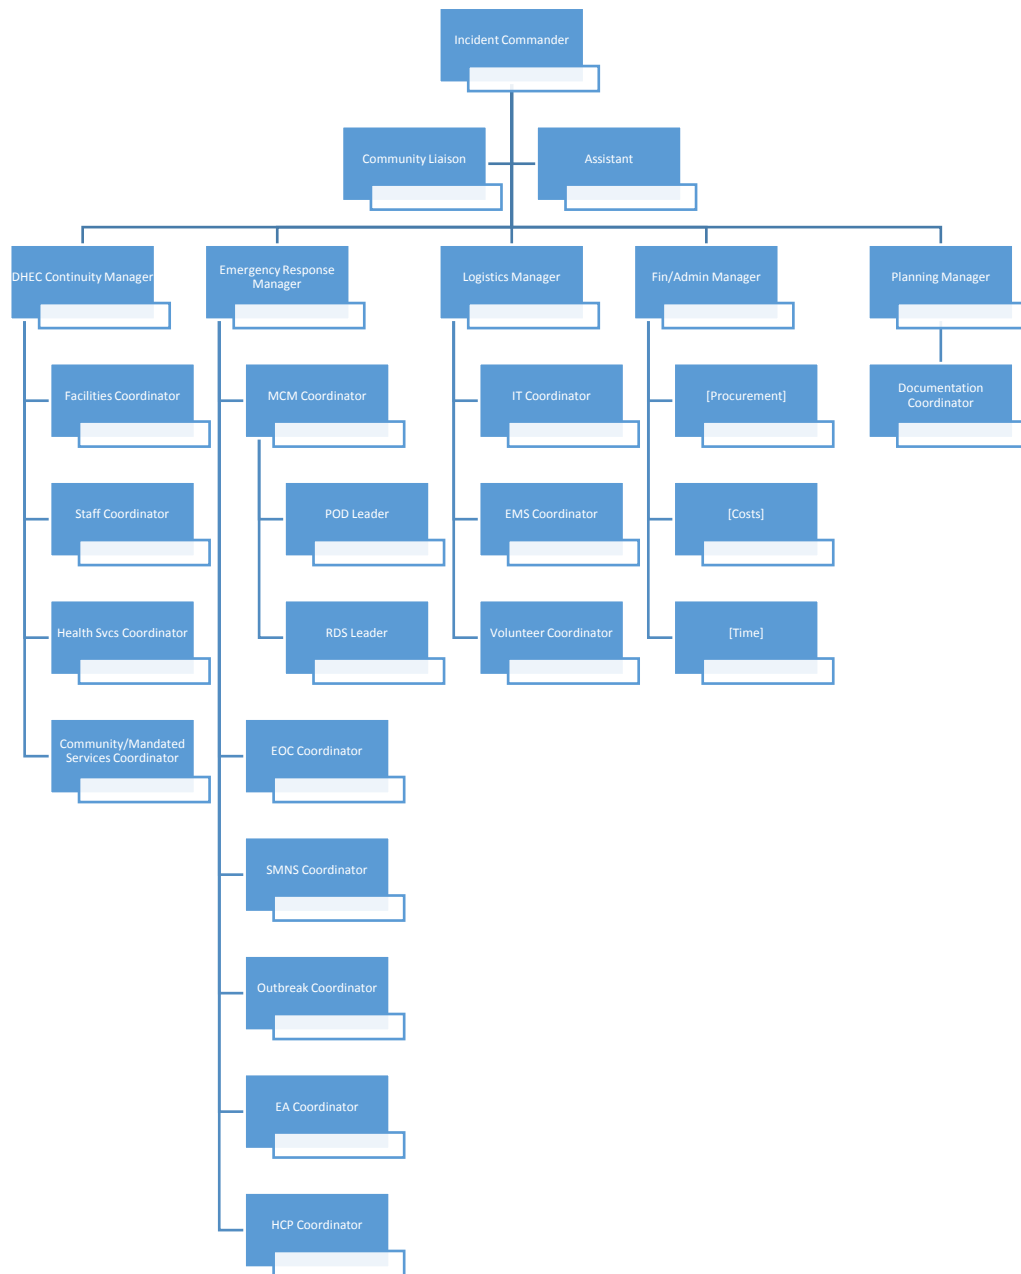 Incident Commander
Community Liaison
Assistant
DHEC Continuity Manager
Emergency Response
Manager
Logistics Manager
Fin/Admin Manager
Planning Manager
Facilities Coordinator
MCM Coordinator
IT Coordinator
[Procurement]
Documentation
Coordinator
Staff Coordinator
POD Leader
EMS Coordinator
[Costs]
Health Svcs Coordinator
RDS Leader
Volunteer Coordinator
[Time]
Community/Mandated
Services Coordinator
EOC Coordinator
SMNS Coordinator
Outbreak Coordinator
EA Coordinator
HCP Coordinator